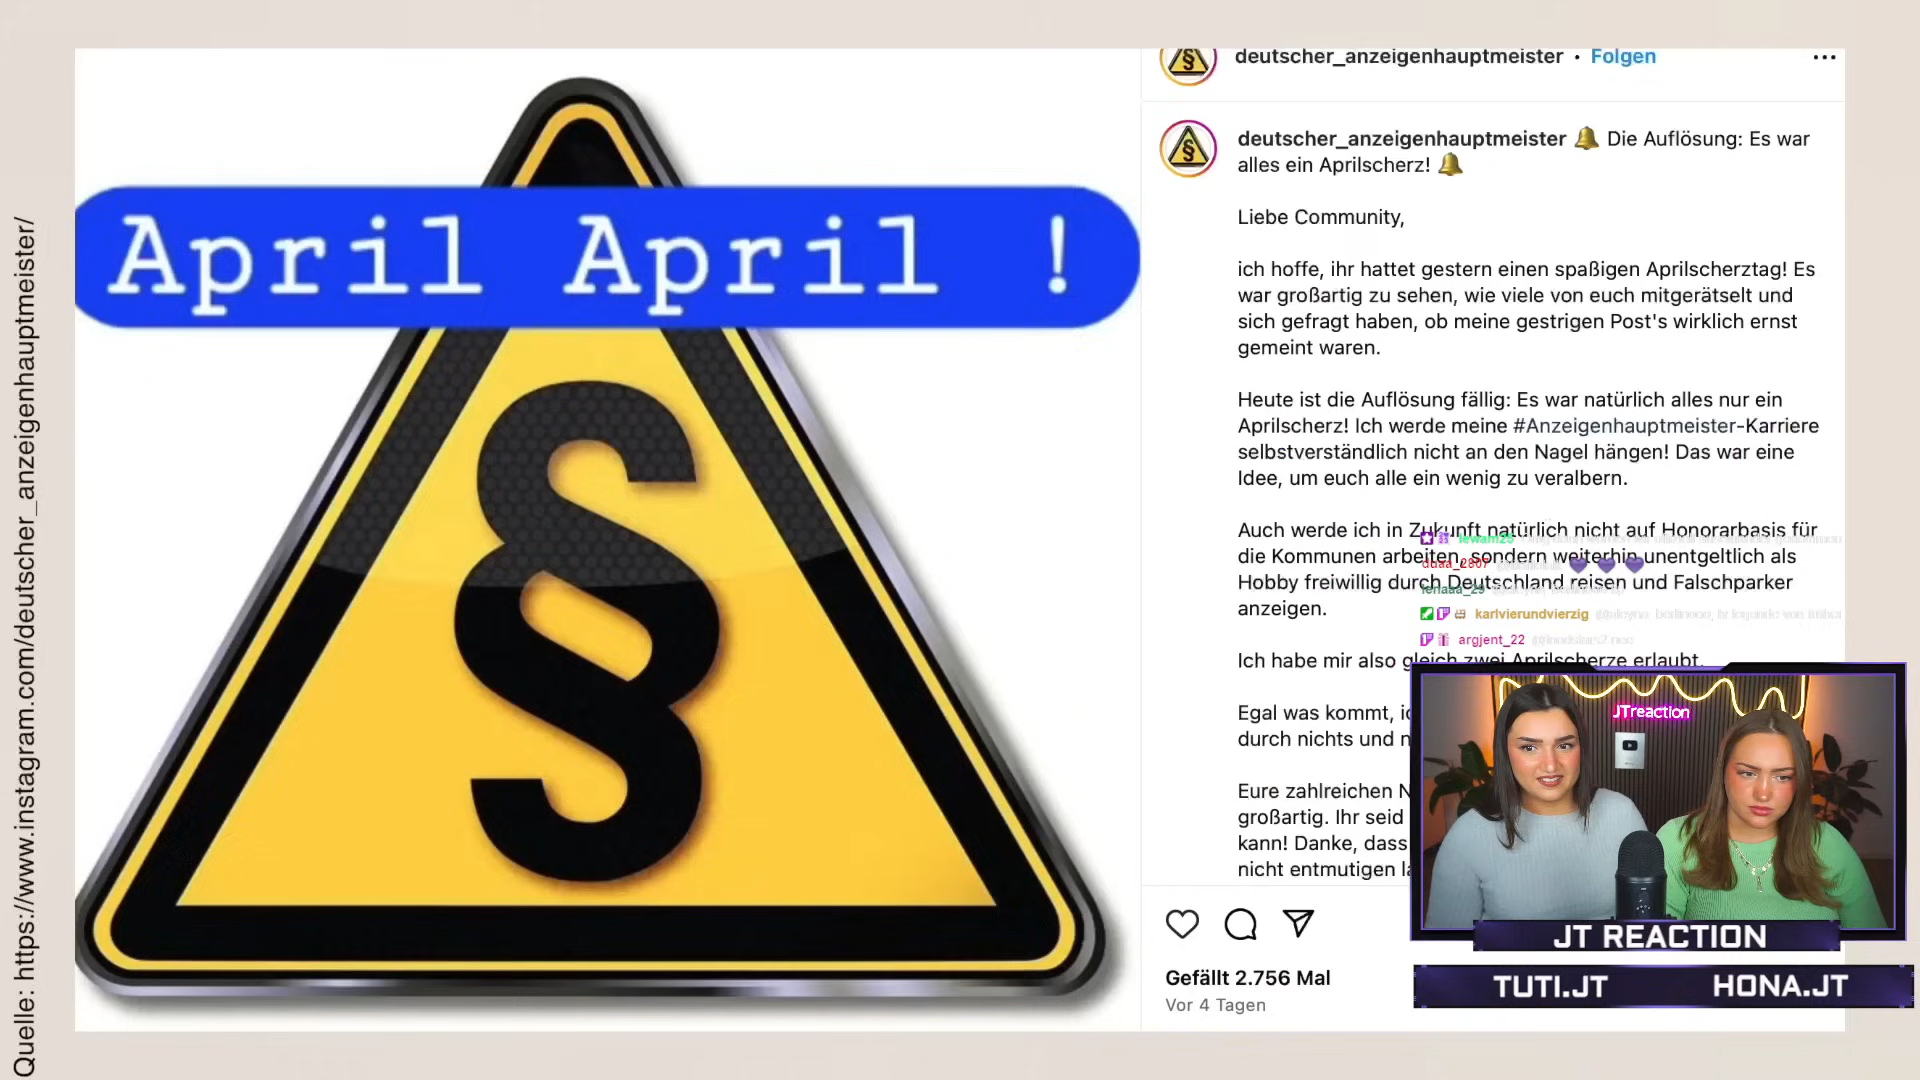 Quelle: https://www.instagram.com/deutscher_anzeigenhauptmeister/
April April !
§
deutscher_anzeigenhauptmeister • Folgen
deutscher_anzeigenhauptmeister 🔔 Die Auflösung: Es war
alles ein Aprilscherz! 🔔
Liebe Community,
ich hoffe, ihr hattet gestern einen spaßigen Aprilscherztag! Es
war großartig zu sehen, wie viele von euch mitgerätselt und
sich gefragt haben, ob meine gestrigen Post's wirklich ernst
gemeint waren.
Heute ist die Auflösung fällig: Es war natürlich alles nur ein
Aprilscherz! Ich werde meine #Anzeigenhauptmeister-Karriere
selbstverständlich nicht an den Nagel hängen! Das war eine
Idee, um euch alle ein wenig zu veralbern.
Auch werde ich in Zukunft natürlich nicht auf Honorarbasis für
die Kommunen arbeiten, sondern weiterhin unentgeltlich als
Hobby freiwillig durch Deutschland reisen und Falschparker
anzeigen.
Ich habe mir also gleich zwei Aprilscherze erlaubt.
Egal was kommt,
durch nichts und
Eure zahlreichen
großartig. Ihr seid
kann! Danke, dass
nicht entmutigen
lewam25
karlvierundvierzig
argjent_22
JTreaction
JT REACTION
TUTI.JT HONA.JT
Gefällt 2.756 Mal
Vor 4 Tagen